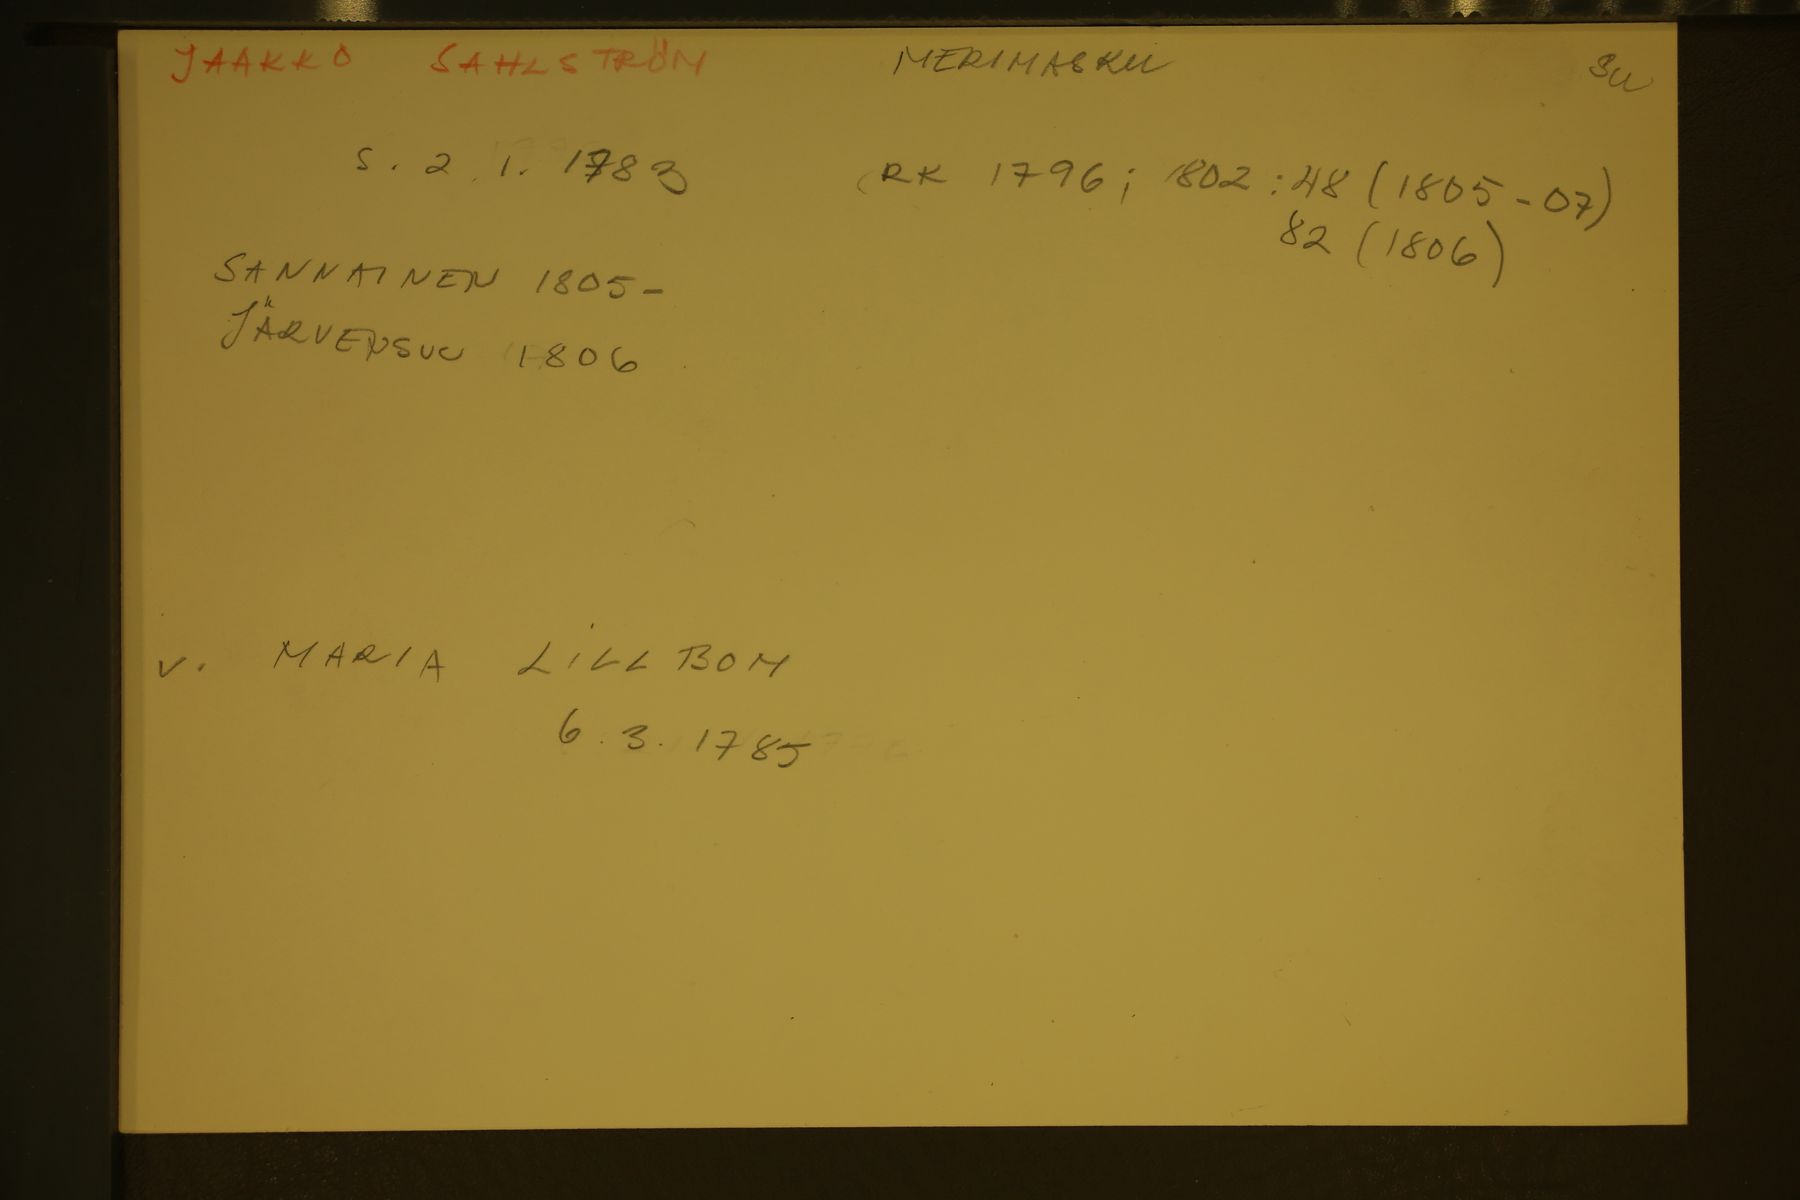 JAAKKO SAHLSTRÖM MERIMASKU SU
S. 2.1. 1783 (RK 1796; 1802:48 (1805-07)
82 (1806)
SANNAINEN 1805-
JÄRVENSUU 1806
V. MARIA LILLBOM
6.3. 1785